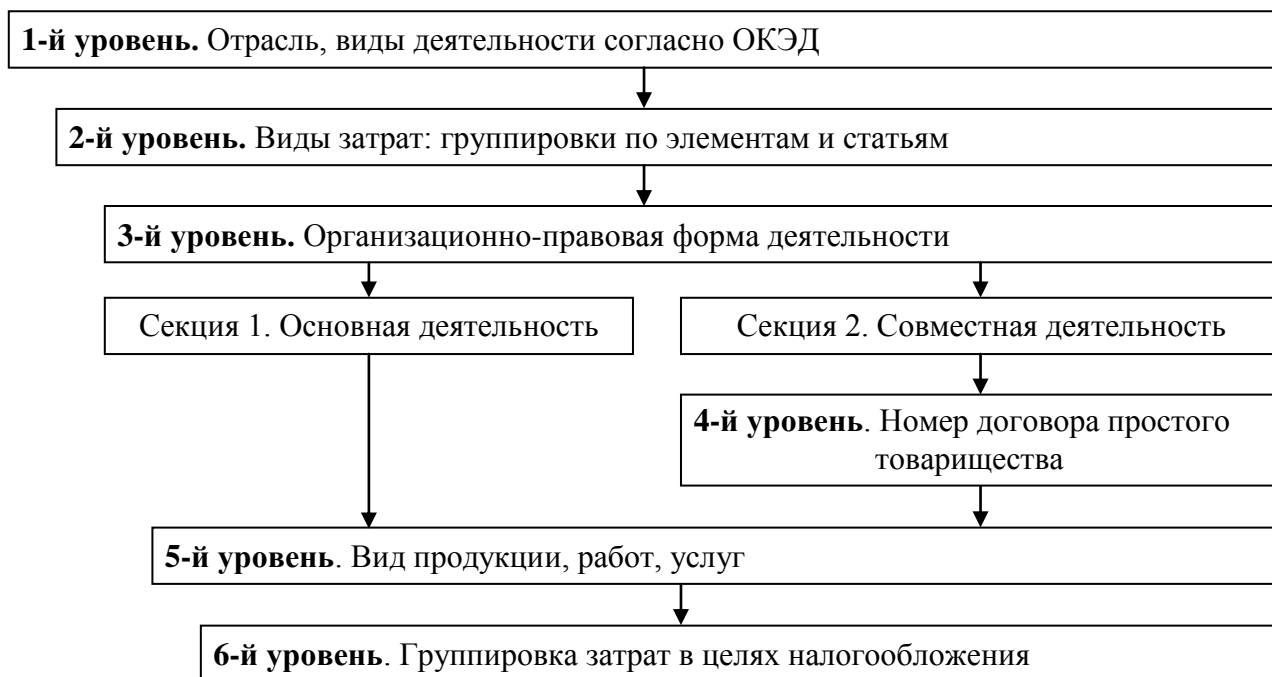 1-й уровень. Отрасль, виды деятельности согласно ОКЭД
2-й уровень. Виды затрат: группировки по элементам и статьям
3-й уровень. Организационно-правовая форма деятельности
Секция 1. Основная деятельность
Секция 2. Совместная деятельность
4-й уровень. Номер договора простого
товарищества
5-й уровень. Вид продукции, работ, услуг
6-й уровень. Группировка затрат в целях налогообложения